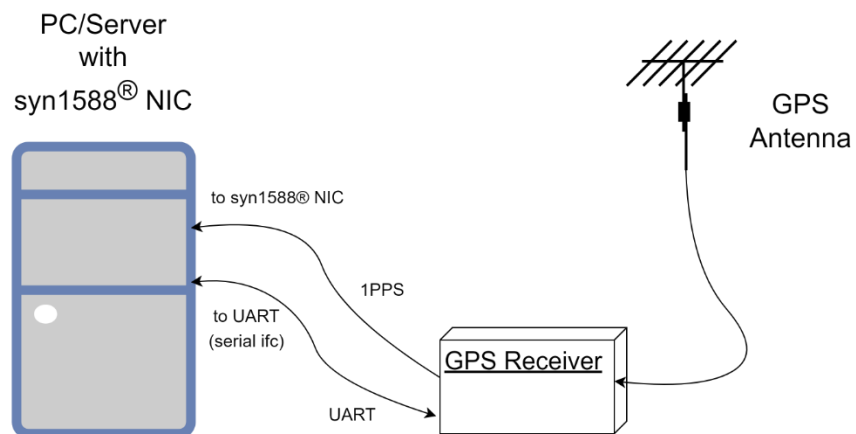 PC/Server
with
syn1588® NIC
GPS
Antenna
to syn1588® NIC
1PPS
to UART
(serial ifc)
GPS Receiver
UART